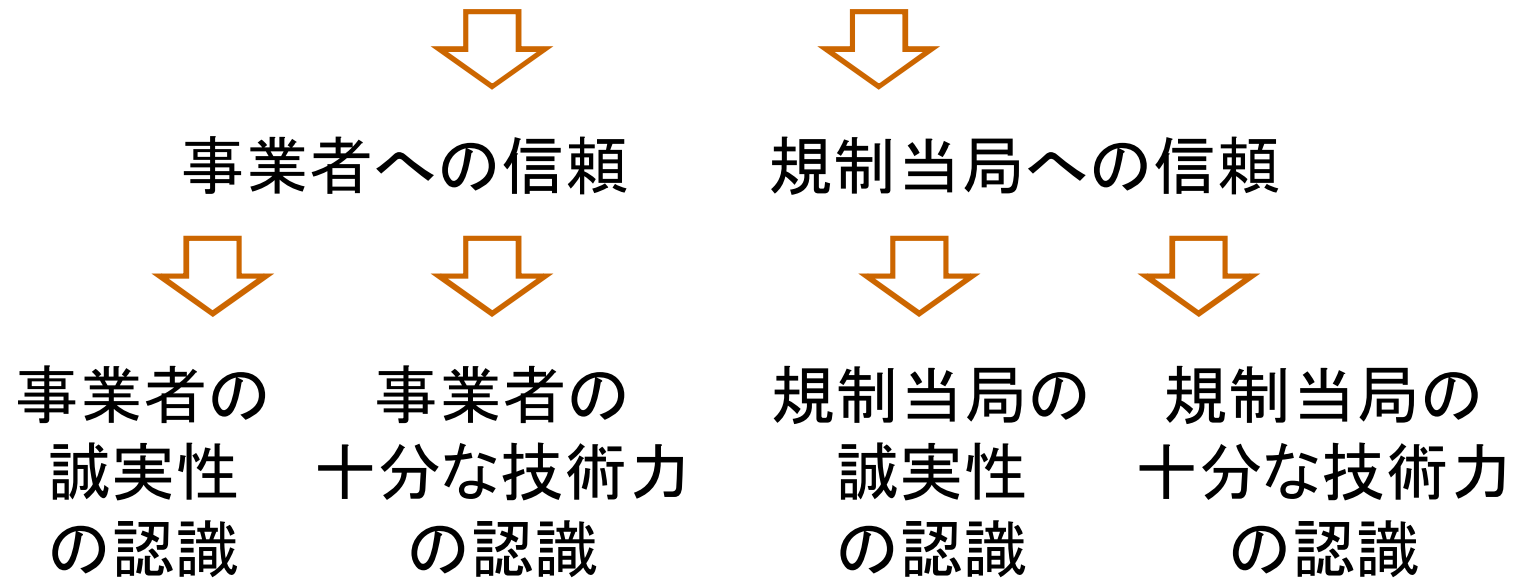 事業者への信頼
規制当局への信頼
事業者の
誠実性
の認識
事業者の
十分な技術力
の認識
規制当局の
誠実性
の認識
規制当局の
十分な技術力
の認識